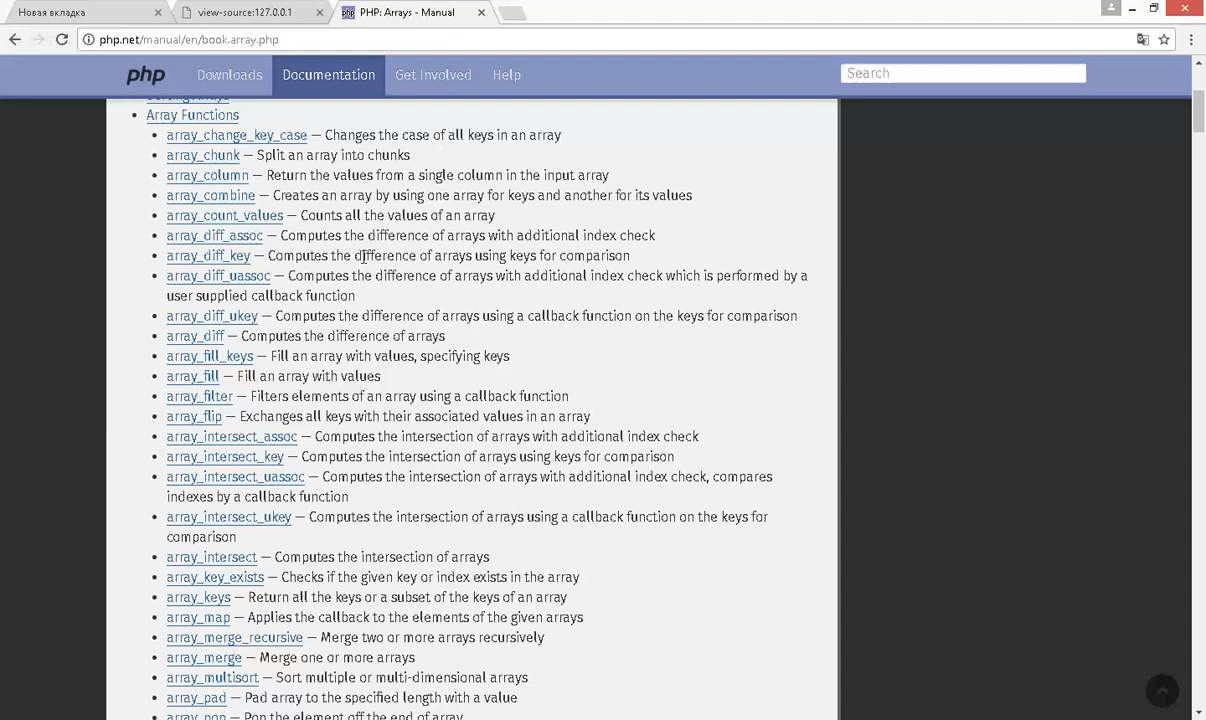 Новая вкладка
view-source:127.0.0.1
PHP: Arrays - Manual
php.net/manual/en/book.array.php
php Downloads Documentation Get Involved Help Search
Sorting Arrays
Array Functions
array_change_key_case — Changes the case of all keys in an array
array_chunk — Split an array into chunks
array_column — Return the values from a single column in the input array
array_combine — Creates an array by using one array for keys and another for its values
array_count_values — Counts all the values of an array
array_diff_assoc — Computes the difference of arrays with additional index check
array_diff_key — Computes the difference of arrays using keys for comparison
array_diff_uassoc — Computes the difference of arrays with additional index check which is performed by a
user supplied callback function
array_diff_ukey — Computes the difference of arrays using a callback function on the keys for comparison
array_diff — Computes the difference of arrays
array_fill_keys — Fill an array with values, specifying keys
array_fill — Fill an array with values
array_filter — Filters elements of an array using a callback function
array_flip — Exchanges all keys with their associated values in an array
array_intersect_assoc — Computes the intersection of arrays with additional index check
array_intersect_key — Computes the intersection of arrays using keys for comparison
array_intersect_uassoc — Computes the intersection of arrays with additional index check, compares
indexes by a callback function
array_intersect_ukey — Computes the intersection of arrays using a callback function on the keys for
comparison
array_intersect — Computes the intersection of arrays
array_key_exists — Checks if the given key or index exists in the array
array_keys — Return all the keys or a subset of the keys of an array
array_map — Applies the callback to the elements of the given arrays
array_merge_recursive — Merge two or more arrays recursively
array_merge — Merge one or more arrays
array_multisort — Sort multiple or multi-dimensional arrays
array_pad — Pad array to the specified length with a value
array_pop — Pop the element off the end of array